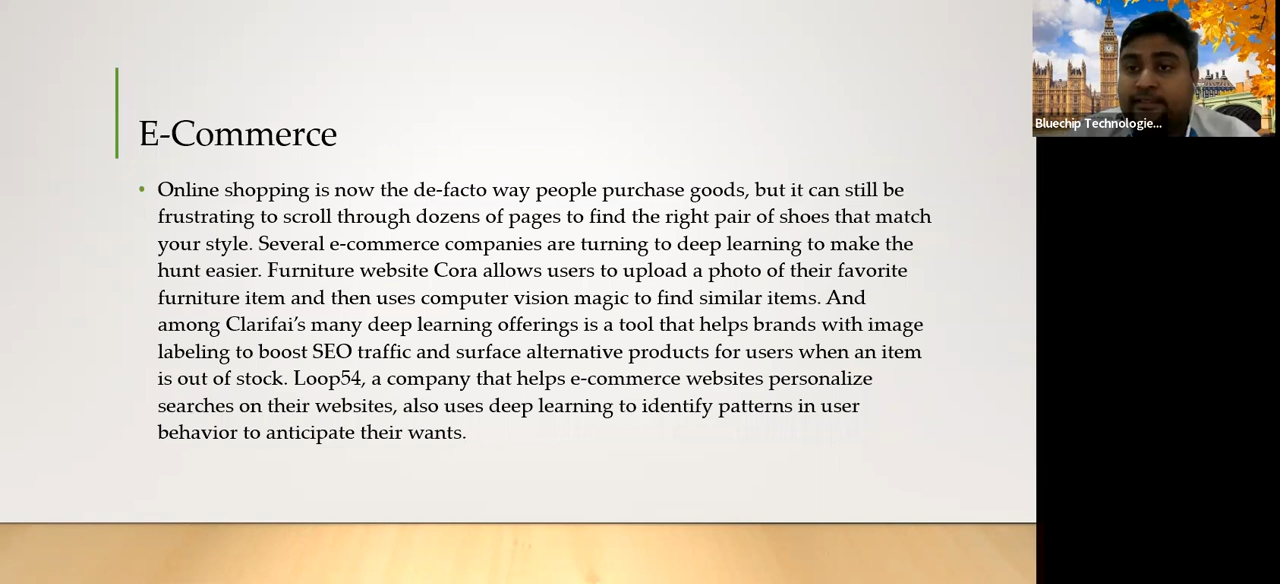 E-Commerce
• Online shopping is now the de-facto way people purchase goods, but it can still be
frustrating to scroll through dozens of pages to find the right pair of shoes that match
your style. Several e-commerce companies are turning to deep learning to make the
hunt easier. Furniture website Cora allows users to upload a photo of their favorite
furniture item and then uses computer vision magic to find similar items. And
among Clarifai’s many deep learning offerings is a tool that helps brands with image
labeling to boost SEO traffic and surface alternative products for users when an item
is out of stock. Loop54, a company that helps e-commerce websites personalize
searches on their websites, also uses deep learning to identify patterns in user
behavior to anticipate their wants.
Bluechip Technologie...